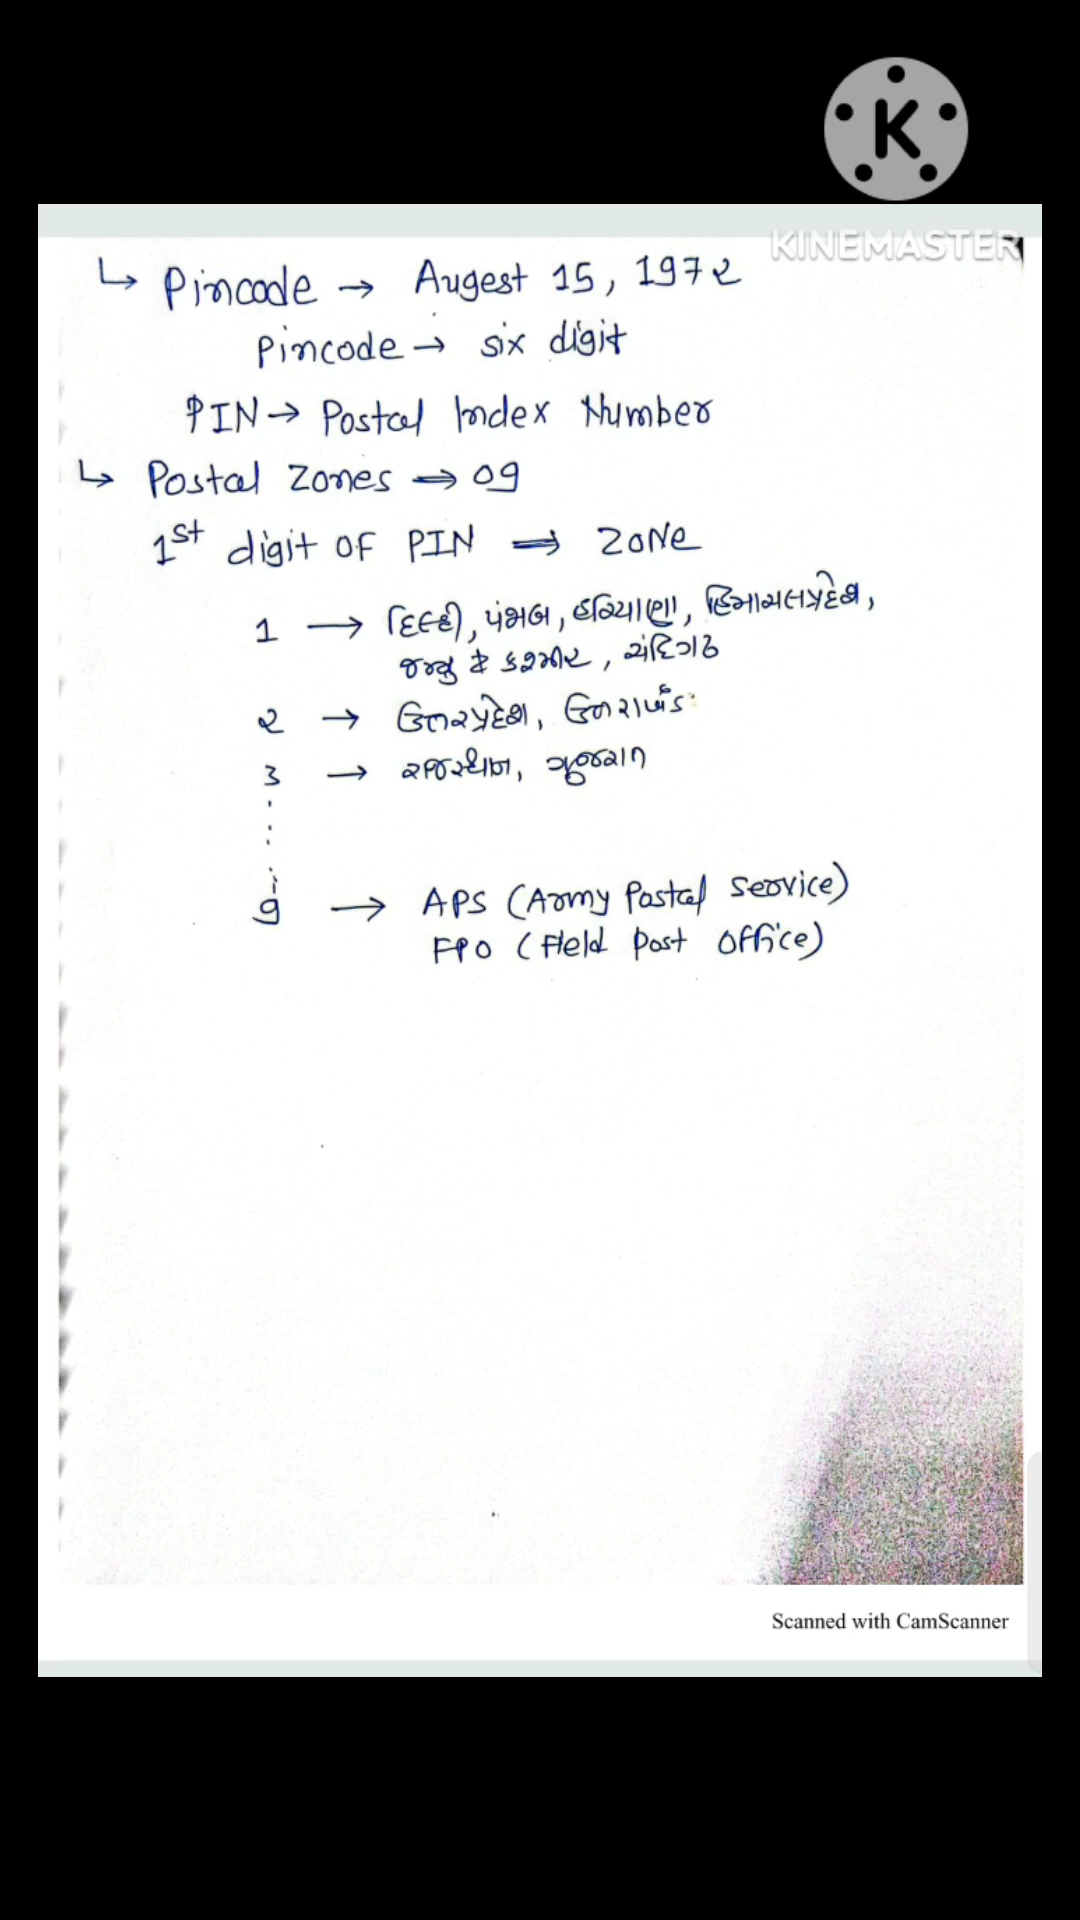 K
KINEMASTER
↳ Pincode → Augest 15, 197२
Pincode → six digit
PIN → Postal Index Number
↳ Postal Zones ⇒ 09
1st digit OF PIN ⇒ ZONe
1 → દિલ્હી, પંજાબ, હરિયાણા, હિમાચલપ્રદેશ,
જમ્મુ કે કશ્મીર, ચંદિગઢ
૨ → ઉત્તરપ્રદેશ, ઉત્તરાખંડ
3 → રાજસ્થાન, ગુજરાત
9 → APS (Army Postal Service)
FPO (Field Post Office)
Scanned with CamScanner